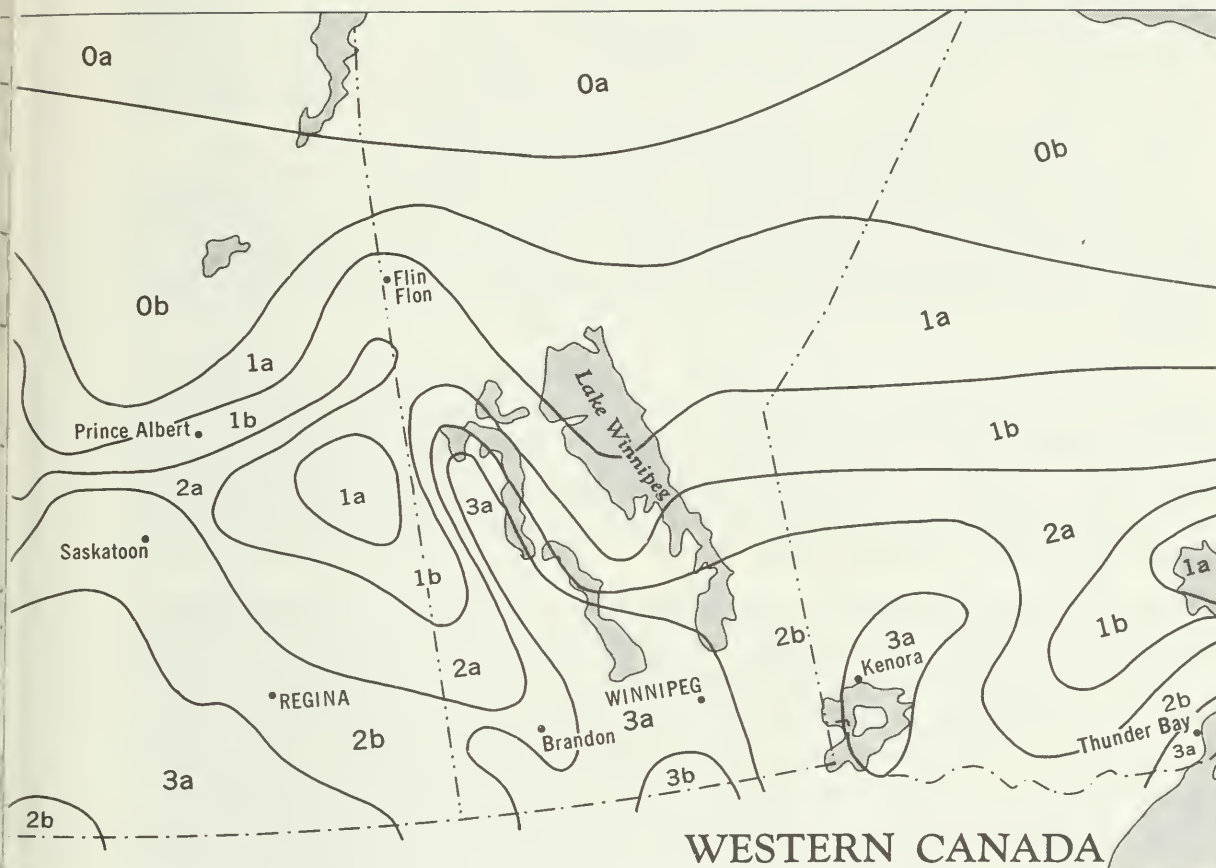 0a
0a
0b
Flin
Flon
0b
1a
1a
Lake Winnipeg
Prince Albert
1b
1b
2a
1a
3a
2a
Saskatoon
1b
1a
1b
2b
3a
Kenora
2a
REGINA
WINNIPEG
3a
2b
2b
Brandon
Thunder Bay
3a
3a
3b
2b
WESTERN CANADA